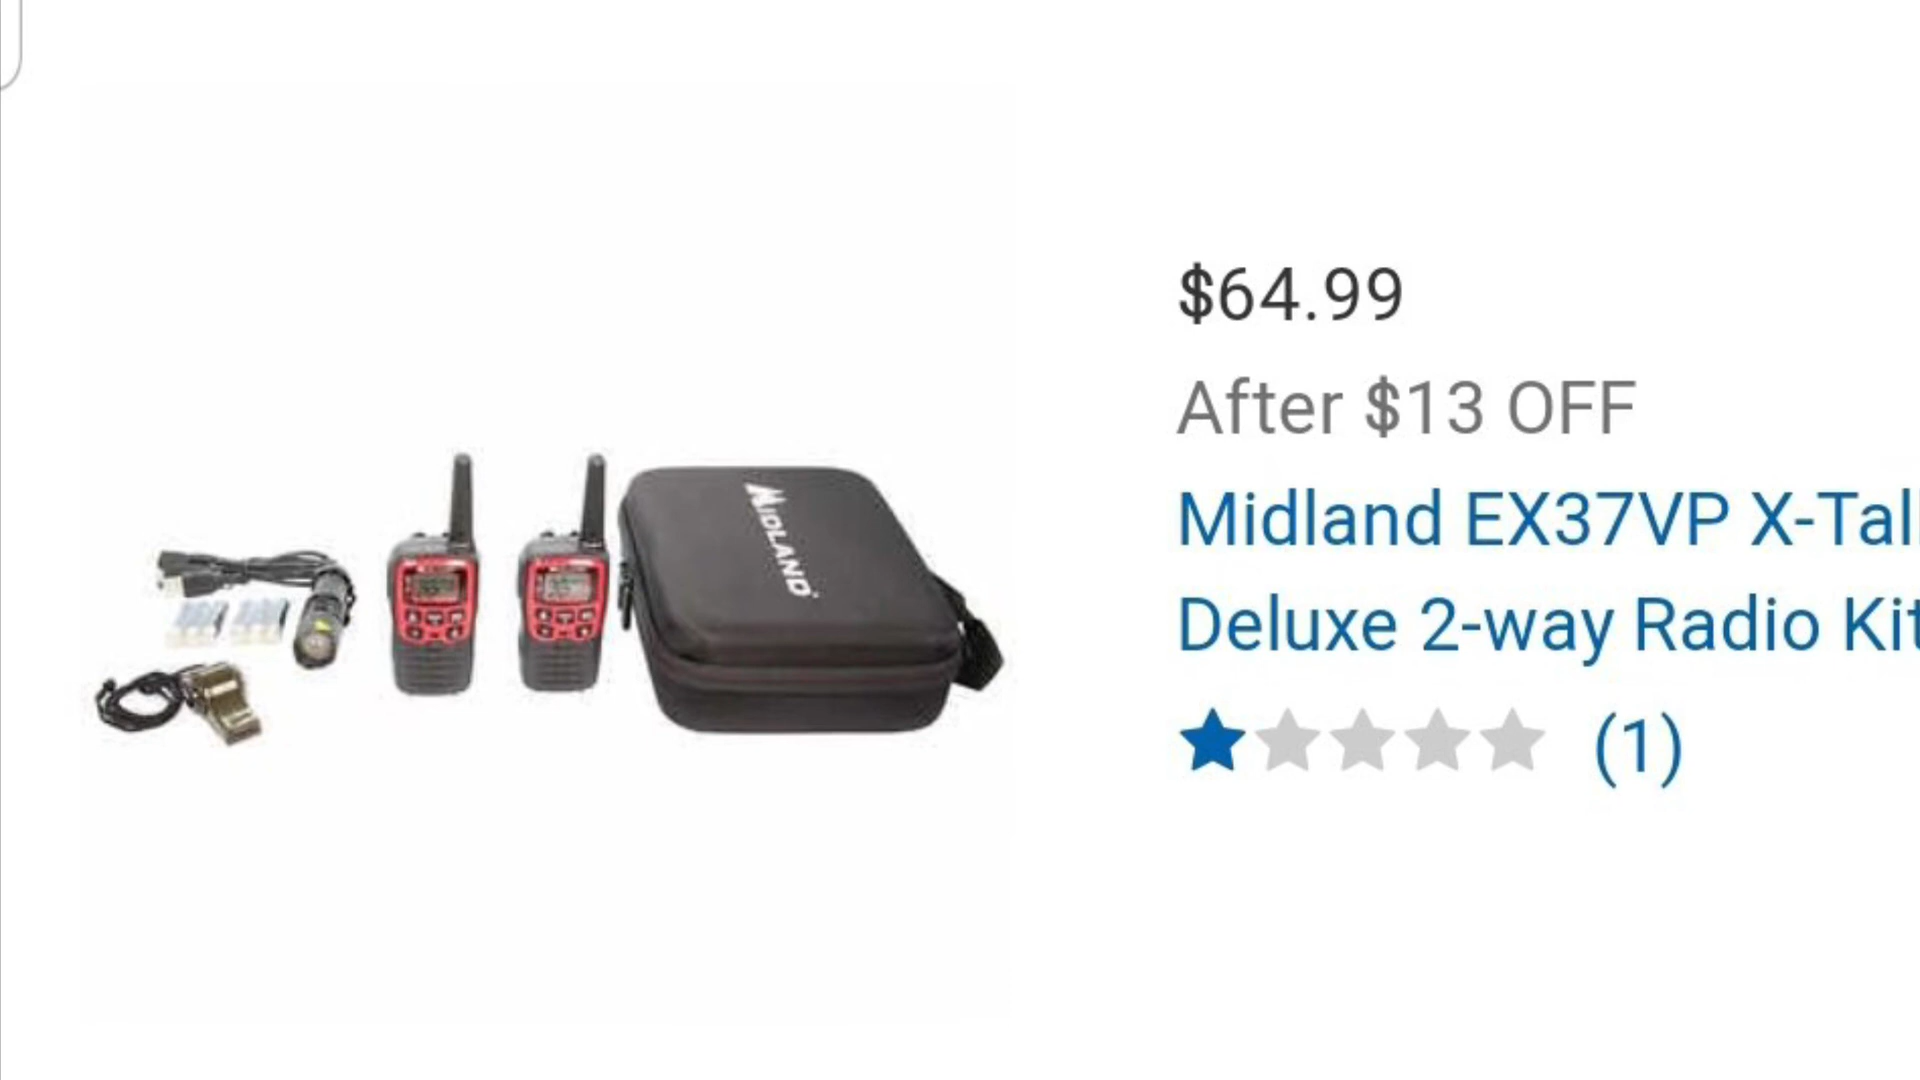 MIDLAND
$64.99
After $13 OFF
Midland EX37VP X-Tal
Deluxe 2-way Radio Kit
(1)